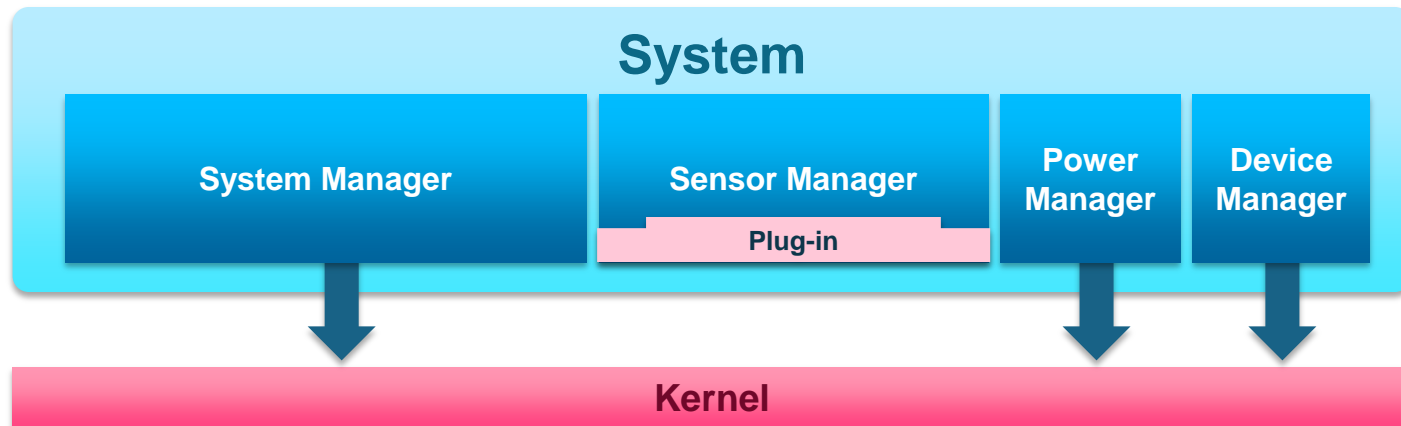 System
System Manager
Sensor Manager
Power
Manager
Device
Manager
Plug-in
Kernel